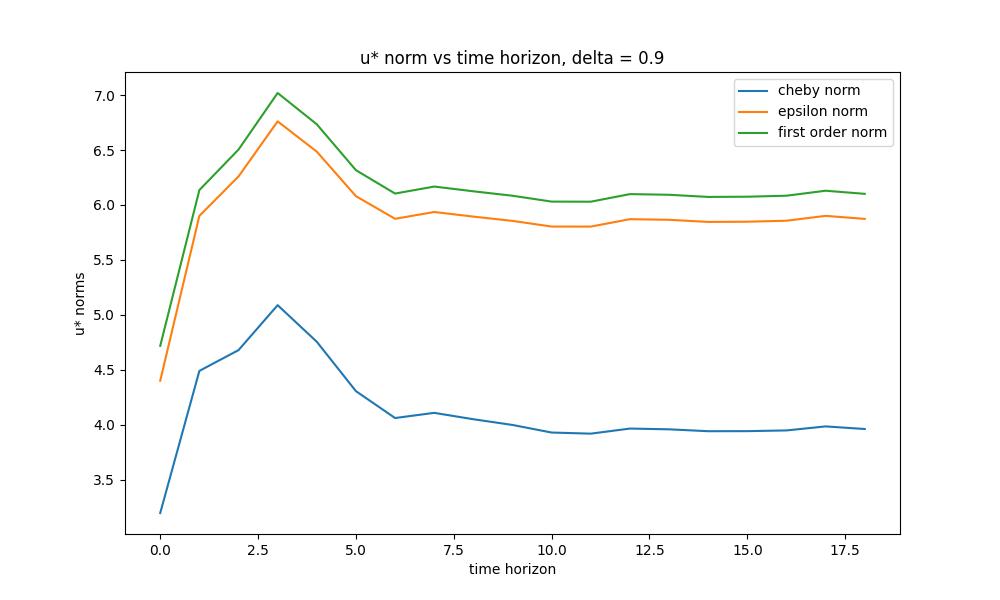 u* norm vs time horizon, delta = 0.9
cheby norm
epsilon norm
first order norm
u* norms
7.0
6.5
6.0
5.5
5.0
4.5
4.0
3.5
0.0 2.5 5.0 7.5 10.0 12.5 15.0 17.5
time horizon